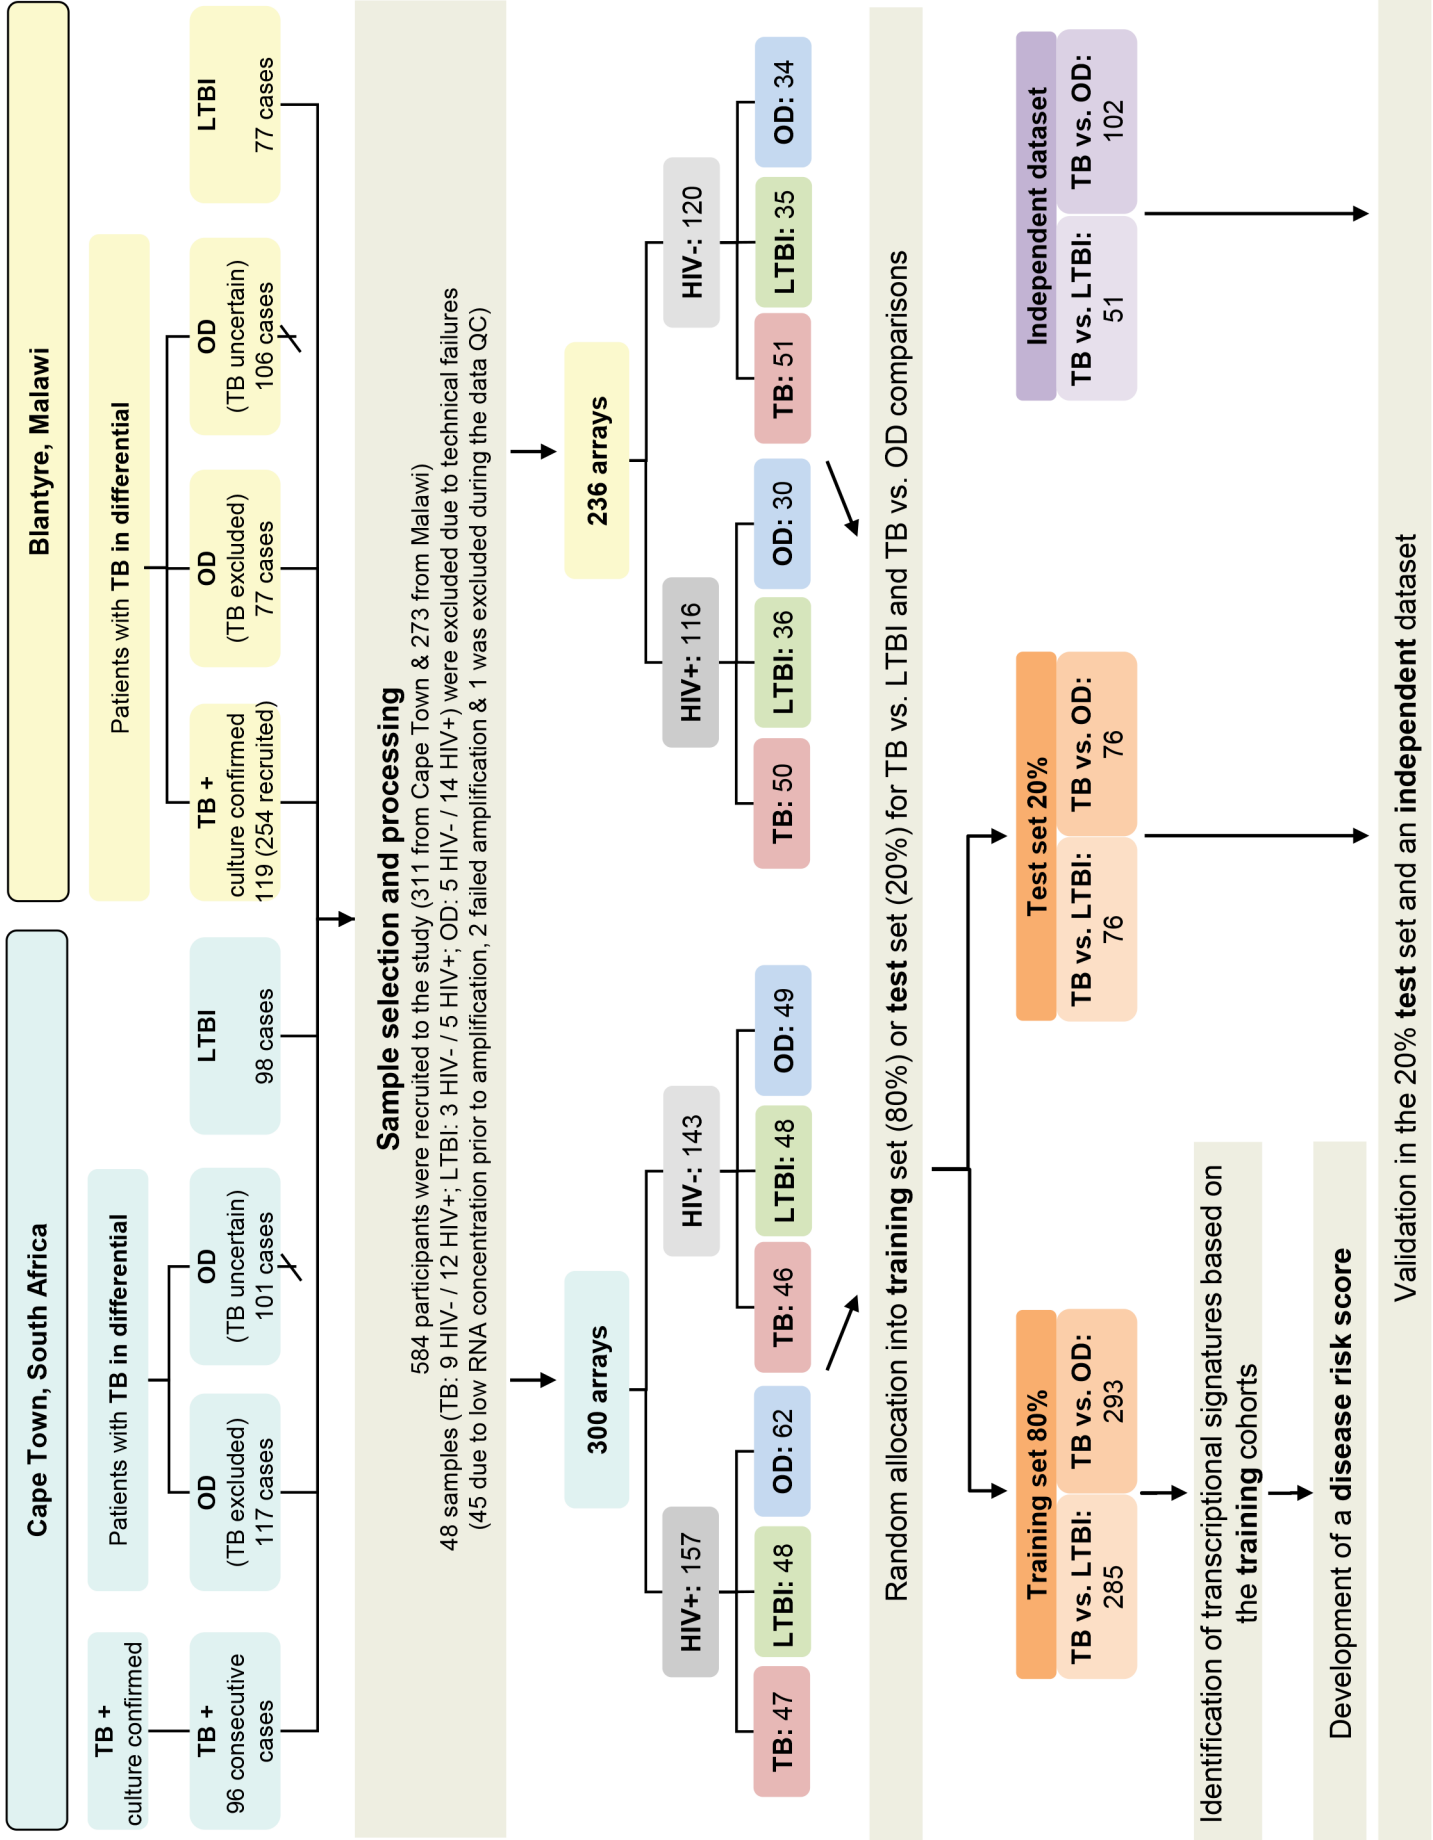 Cape Town, South Africa
Blantyre, Malawi
TB +
culture confirmed
Patients with TB in differential
Patients with TB in differential
TB +
96 consecutive
cases
OD
(TB excluded)
117 cases
OD
(TB uncertain)
101 cases
LTBI
98 cases
TB +
culture confirmed
119 (254 recruited)
OD
(TB excluded)
77 cases
OD
(TB uncertain)
106 cases
LTBI
77 cases
Sample selection and processing
584 participants were recruited to the study (311 from Cape Town & 273 from Malawi)
48 samples (TB: 9 HIV- / 12 HIV+; LTBI: 3 HIV- / 5 HIV+; OD: 5 HIV- / 14 HIV+) were excluded due to technical failures
(45 due to low RNA concentration prior to amplification, 2 failed amplification & 1 was excluded during the data QC)
300 arrays
236 arrays
HIV+: 157
HIV-: 143
HIV+: 116
HIV-: 120
TB: 47
LTBI: 48
OD: 62
TB: 46
LTBI: 48
OD: 49
TB: 50
LTBI: 36
OD: 30
TB: 51
LTBI: 35
OD: 34
Random allocation into training set (80%) or test set (20%) for TB vs. LTBI and TB vs. OD comparisons
Training set 80%
TB vs. LTBI:
285
TB vs. OD:
293
Test set 20%
TB vs. LTBI:
76
TB vs. OD:
76
Independent dataset
TB vs. LTBI:
51
TB vs. OD:
102
Identification of transcriptional signatures based on
the training cohorts
Development of a disease risk score
Validation in the 20% test set and an independent dataset